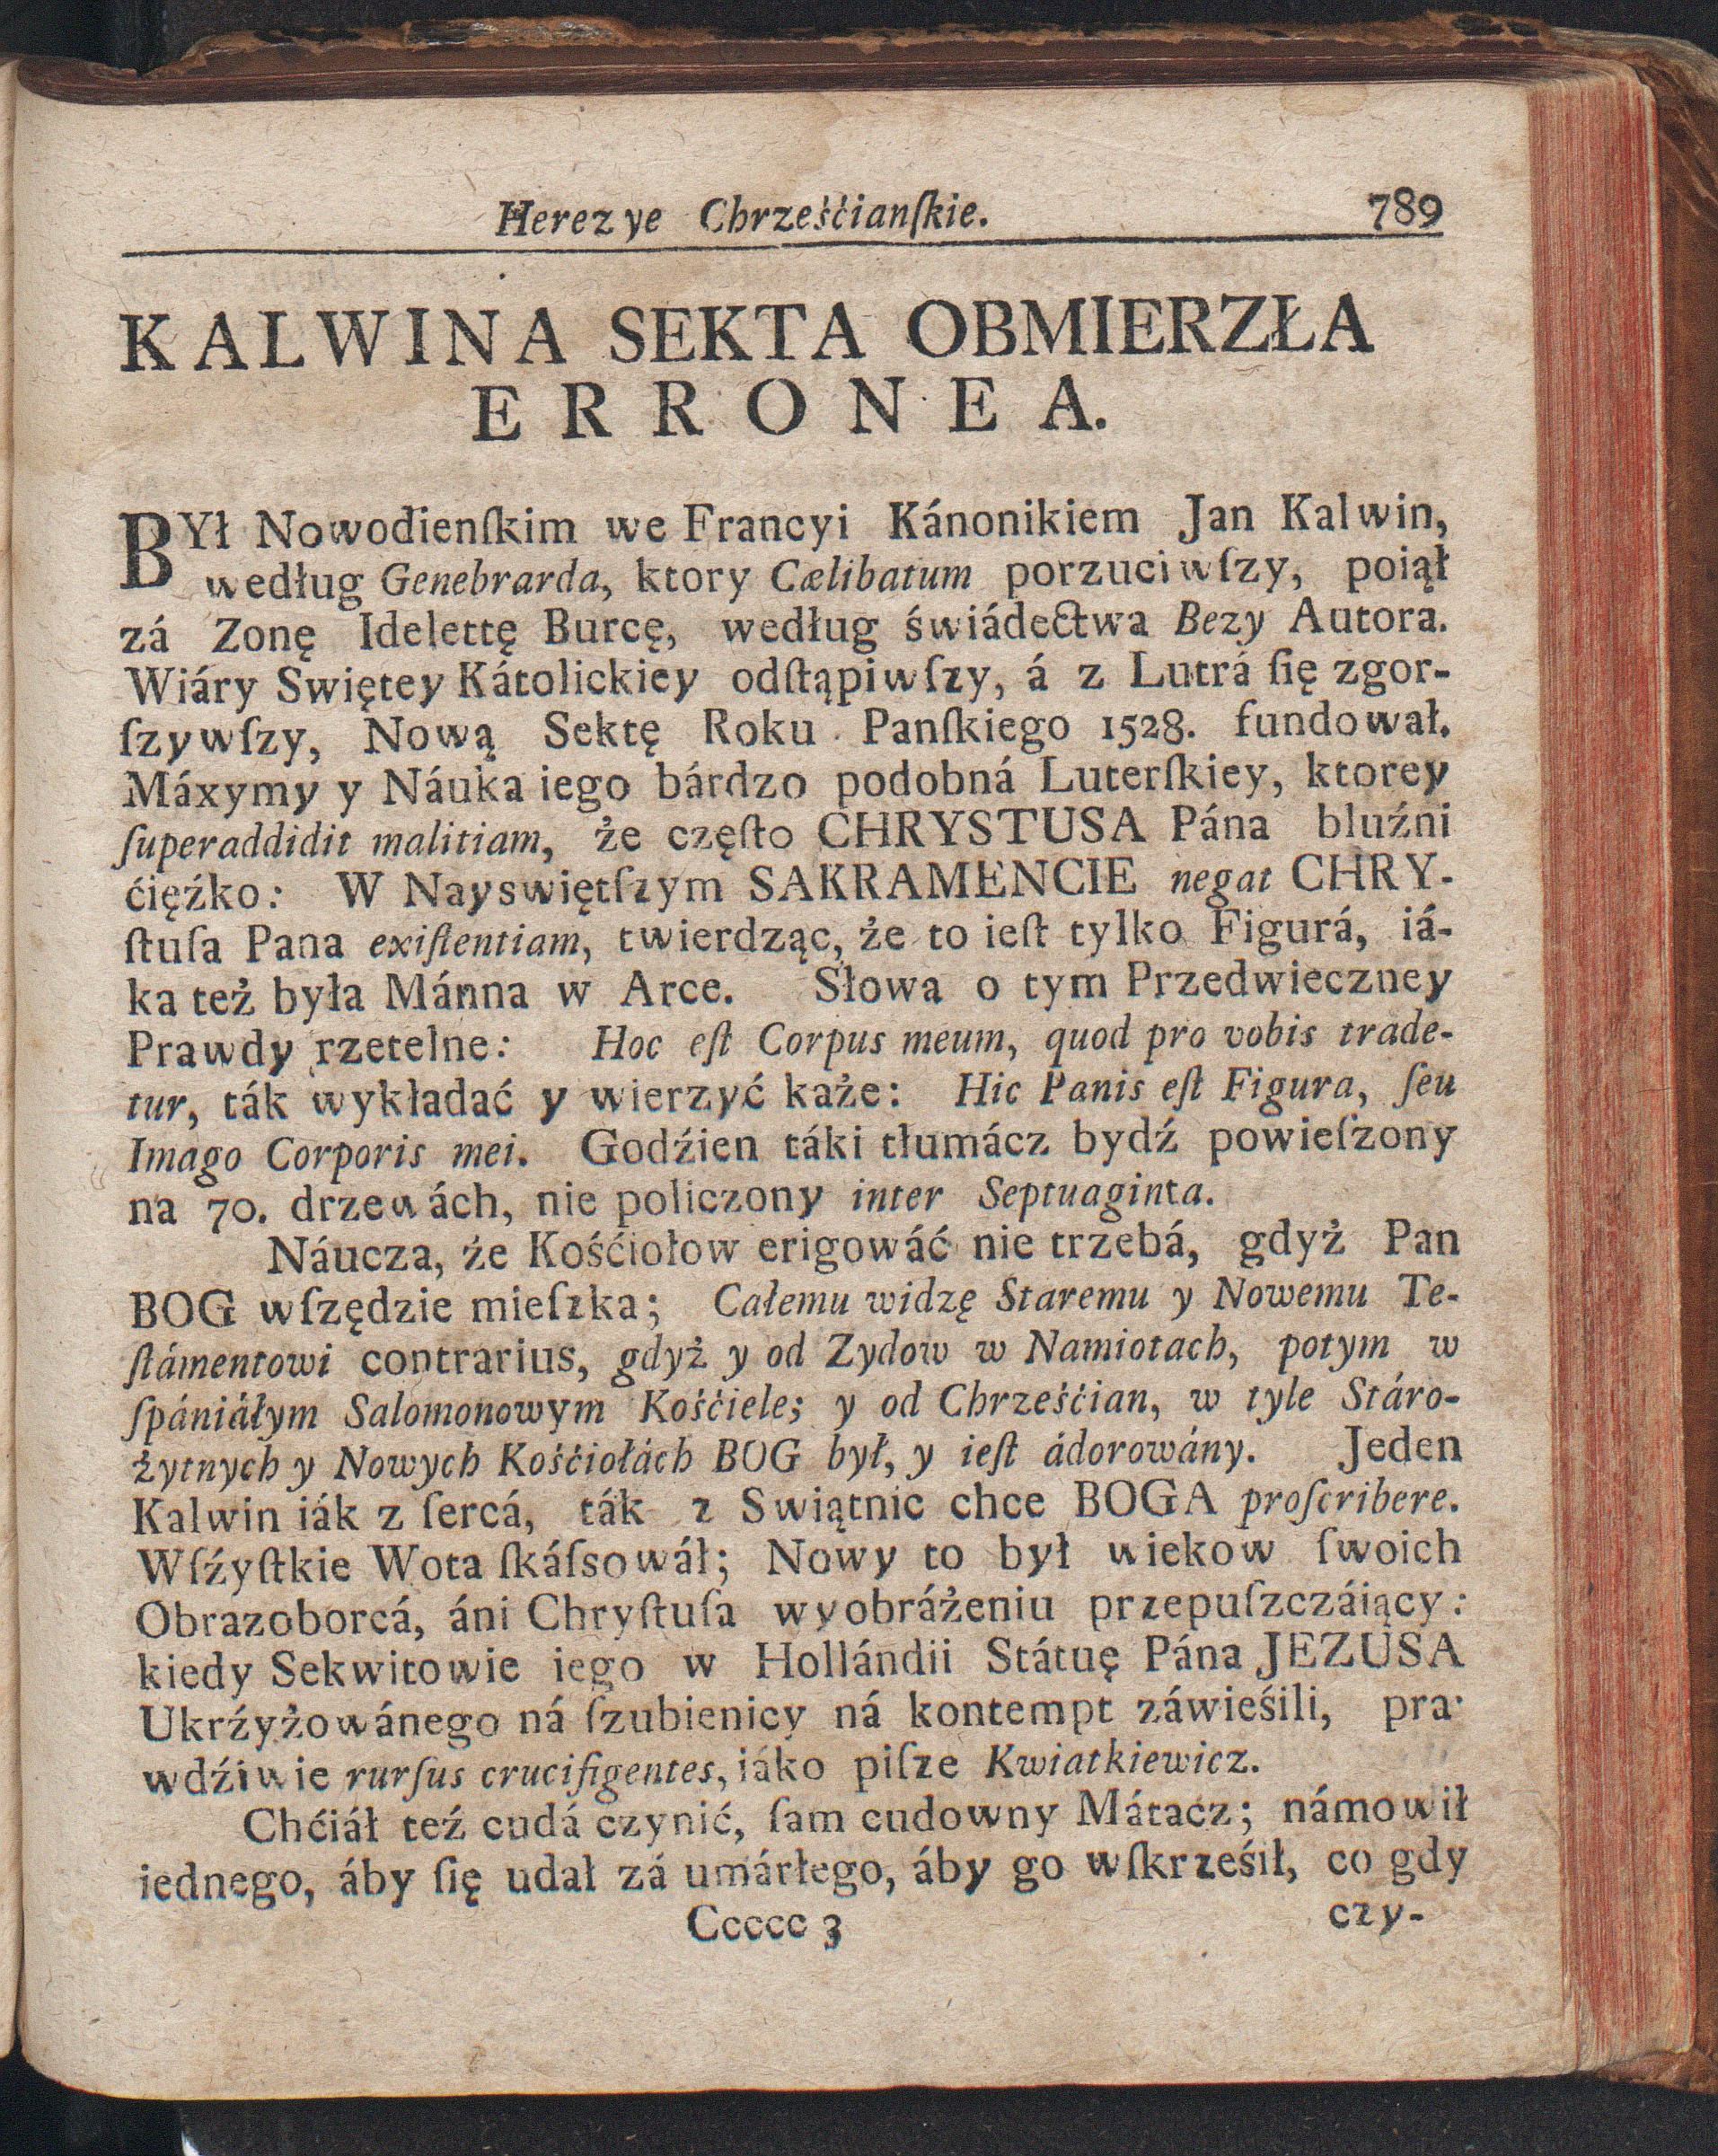 Herezye Chrześćianſkie. 789
KALWINA SEKTA OBMIERZŁA
ERRONEA.
BYł Nowodienſkim we Francyi Kánonikiem Jan Kalwin,
według Genebrarda, ktory Cælibatum porzuciwſzy, poiął
zá Zonę Idelettę Burcę, według świádectwa Bezy Autora.
Wiáry Swiętey Kátolickiey odſtąpiwſzy, á z Lutrá ſię zgor-
ſzywſzy, Nową Sektę Roku Panſkiego 1528. fundował.
Máxymy y Náuka iego bárdzo podobná Luterſkiey, ktorey
ſuperaddidit malitiam, że częſto CHRYSTUSA Pána bluźni
ćięźko: W Nayswiętſzym SAKRAMENCIE negat CHRY-
ſtuſa Pana exiſtentiam, twierdząc, że to ieſt tylko Figurá, iá-
ka też była Mánna w Arce. Słowa o tym Przedwieczney
Prawdy rzetelne: Hoc eſt Corpus meum, quod pro vobis trade-
tur, ták wykładać y wierzyć każe: Hic Panis eſt Figura, ſeu
Imago Corporis mei. Godźien táki tłumácz bydź powieſzony
na 70. drzewách, nie policzony inter Septuaginta.
Náucza, że Kośćiołow erigowáć nie trzebá, gdyż Pan
BOG wſzędzie mieſzka; Całemu widzę Staremu y Nowemu Te-
ſtámentowi contrarius, gdyż y od Zydow w Namiotach, potym w
ſpániáłym Salomonowym Kośćiele; y od Chrześćian, w tyle Stáro-
żytnych y Nowych Kośćiołách BOG był, y ieſt ádorowány. Jeden
Kalwin iák z ſercá, ták z Swiątnic chce BOGA proſcribere.
Wſźyſtkie Wota ſkáſsowáł; Nowy to był wiekow ſwoich
Obrazoborcá, áni Chryſtuſa wyobráżeniu przepuſzczáiący:
kiedy Sekwitowie iego w Hollándii Státuę Pána JEZUSA
Ukrźyżowánego ná ſzubienicy ná kontempt záwieśili, pra-
wdźiwie rurſus crucifigentes, iáko piſze Kwiatkiewicz.
Chćiáł też cudá czynić, ſam cudowny Mátacz; námowił
iednego, áby ſię udał zá umárłego, áby go wſkrześił, co gdy
Ccccc 3 czy-